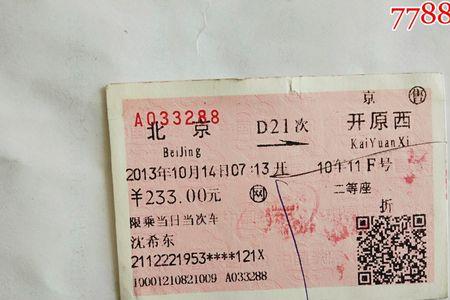 7788
京 售
A033288
北京 D21次 开原西
BeiJing KaiYuanXi
2013年10月14日07:13开 10车11F号
￥233.00元 网 二等座
限乘当日当次车 折
沈希东
2112221953****121X
10001210821009 A033288